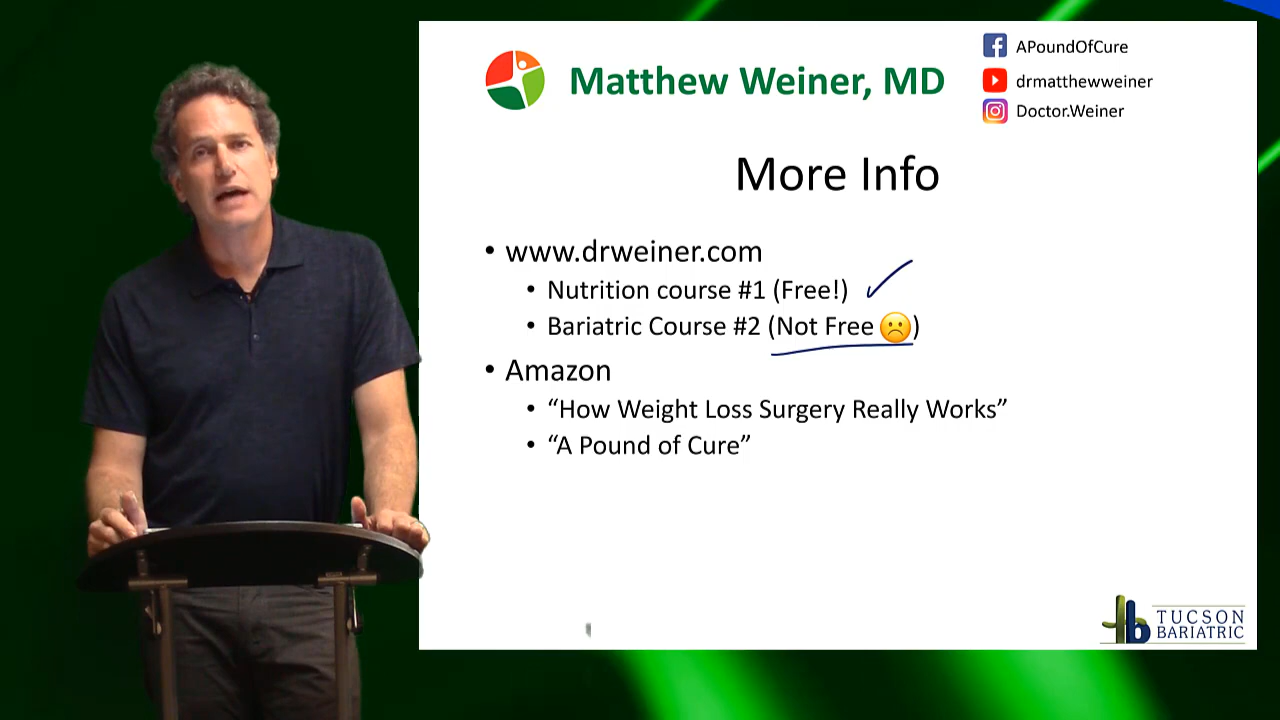 Matthew Weiner, MD
APoundOfCure
drmatthewweiner
Doctor.Weiner
More Info
• www.drweiner.com
• Nutrition course #1 (Free!)
• Bariatric Course #2 (Not Free ☹️)
• Amazon
• “How Weight Loss Surgery Really Works”
• “A Pound of Cure”
TUCSON
BARIATRIC